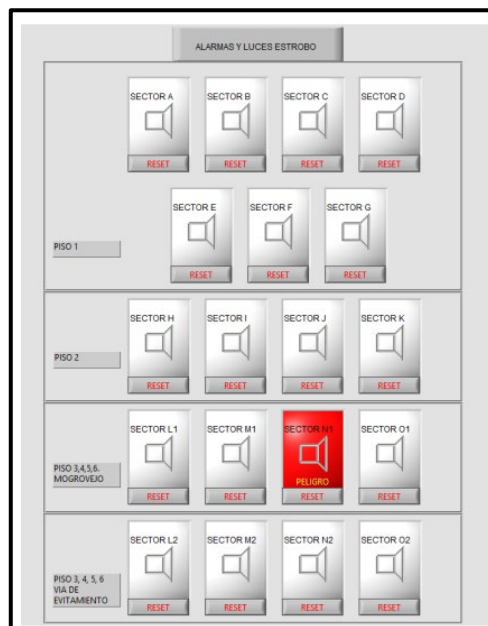 ALARMAS Y LUCES ESTROBO
SECTOR A
SECTOR B
SECTOR C
SECTOR D
RESET
RESET
RESET
RESET
SECTOR E
SECTOR F
SECTOR G
PISO 1
RESET
RESET
RESET
SECTOR H
SECTOR I
SECTOR J
SECTOR K
PISO 2
RESET
RESET
RESET
RESET
SECTOR L1
SECTOR M1
SECTOR N1
SECTOR O1
PISO 3,4,5,6.
MOGROVEJO
PELIGRO
RESET
RESET
RESET
RESET
SECTOR L2
SECTOR M2
SECTOR N2
SECTOR O2
PISO 3, 4, 5, 6
VIA DE
EVITAMIENTO
RESET
RESET
RESET
RESET